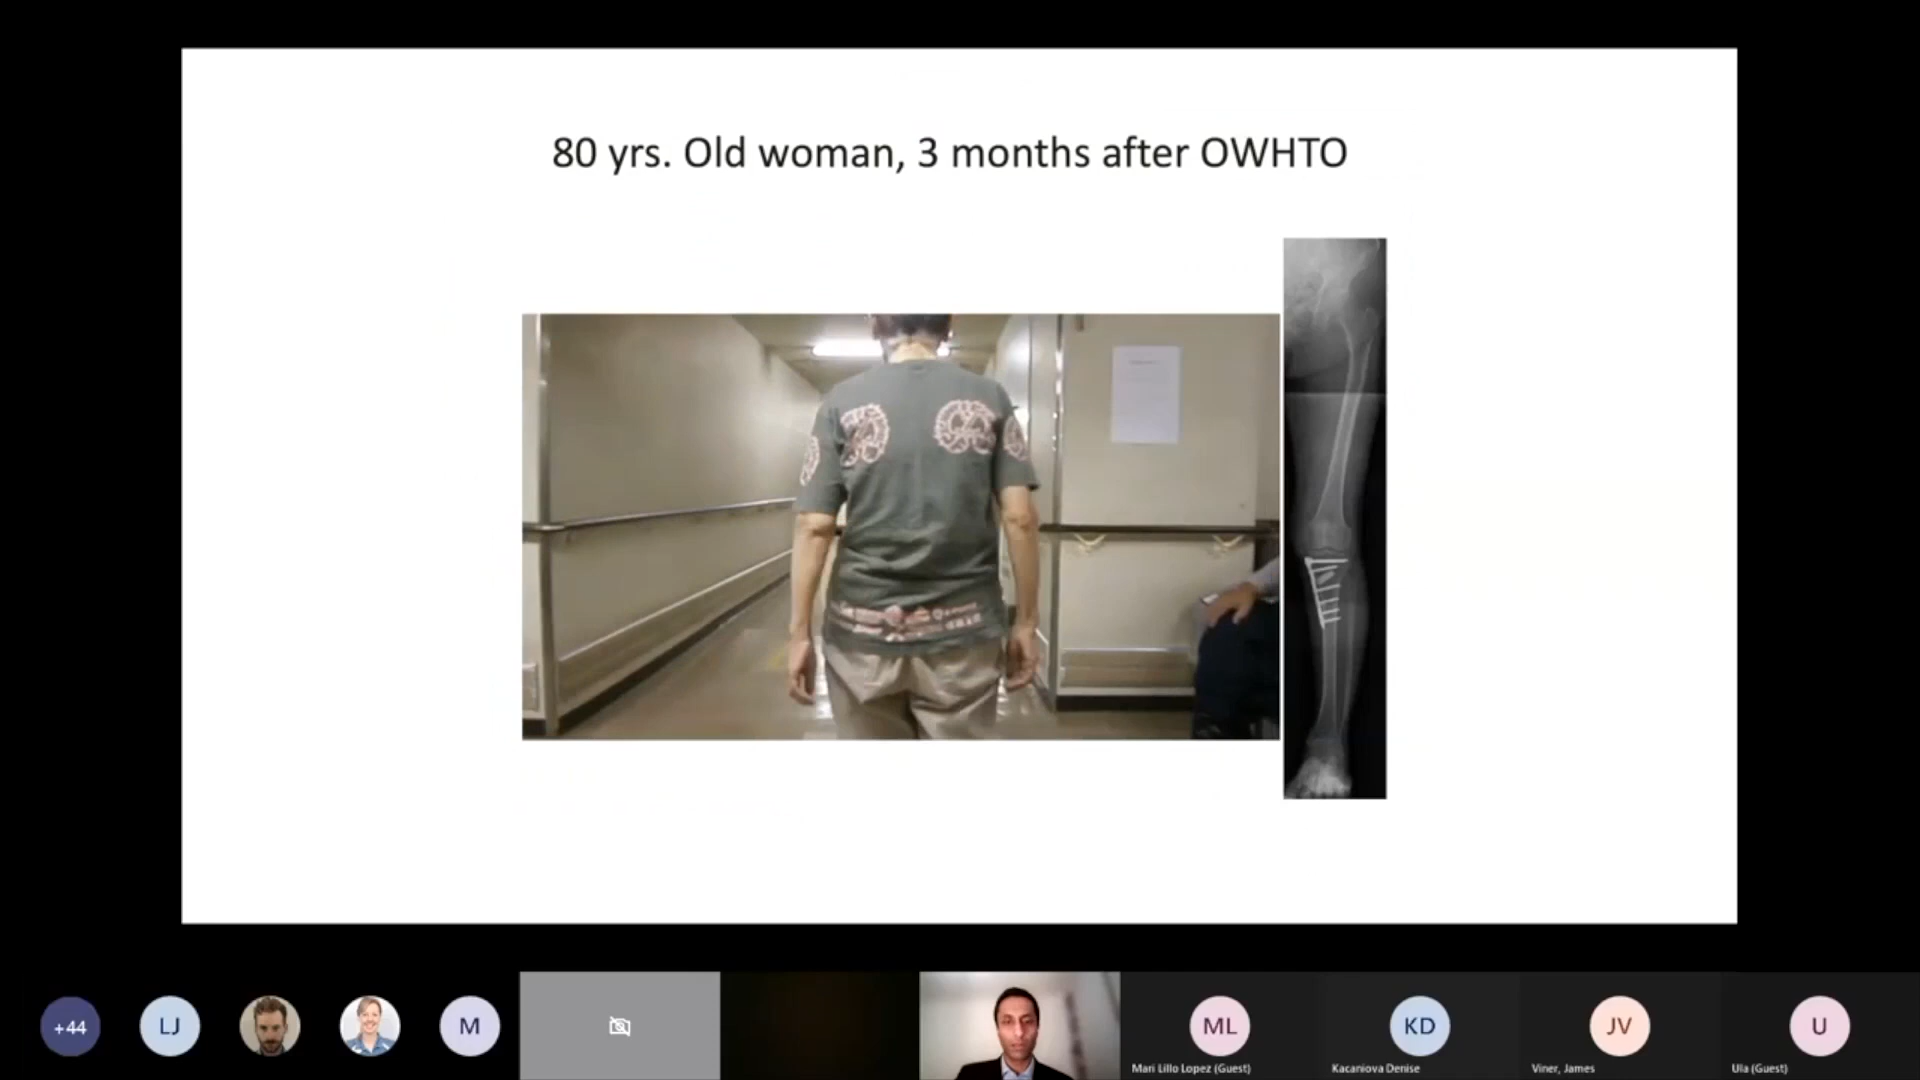 80 yrs. Old woman, 3 months after OWHTO
+44
LJ
M
ML
Mari Lillo Lopez (Guest)
KD
Kacaniova Denise
JV
Viner, James
U
Ula (Guest)